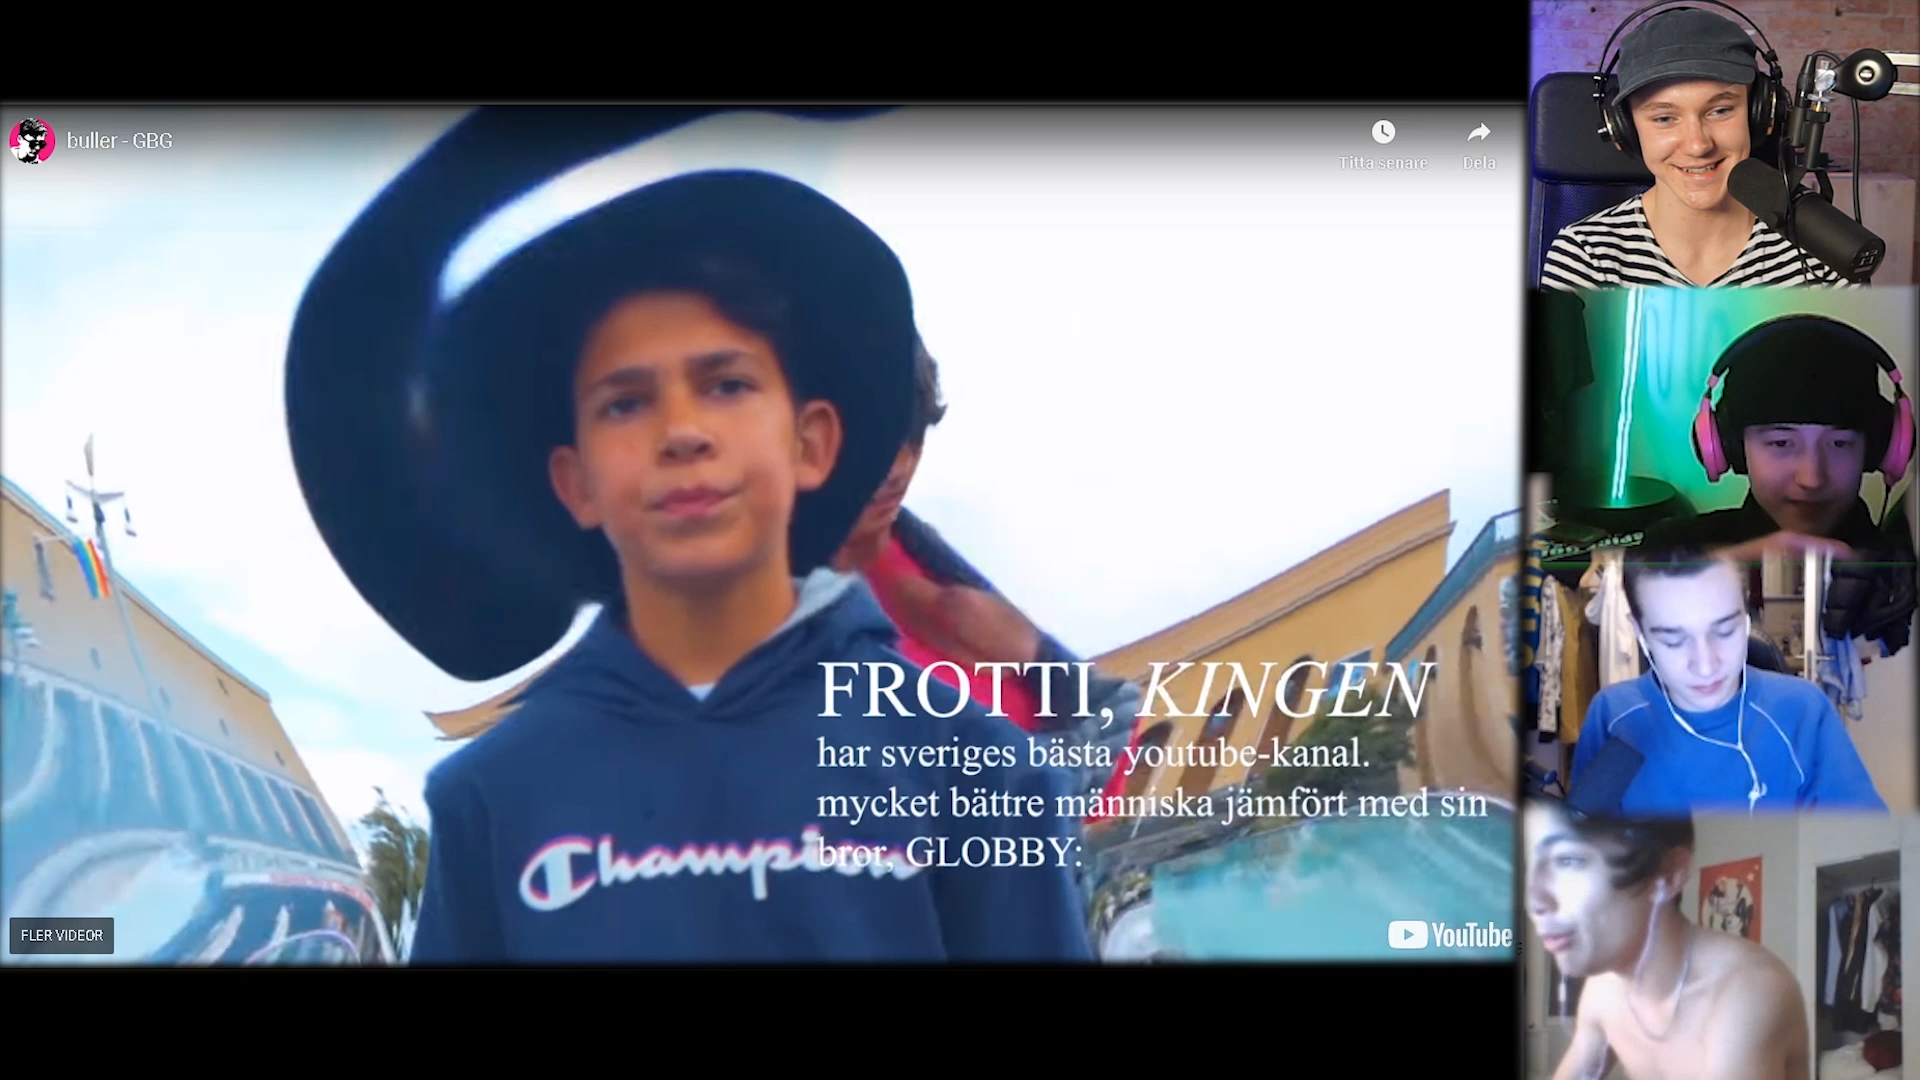 buller - GBG
Titta senare
Dela
FROTTI, KINGEN
har sveriges bästa youtube-kanal.
mycket bättre människa jämfört med sin
bror, GLOBBY:
Champion
FLER VIDEOR
YouTube